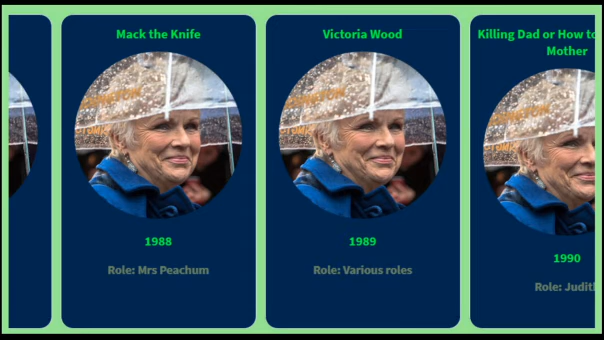 Mack the Knife
1988
Role: Mrs Peachum
Victoria Wood
1989
Role: Various roles
Killing Dad or How to
Mother
1990
Role: